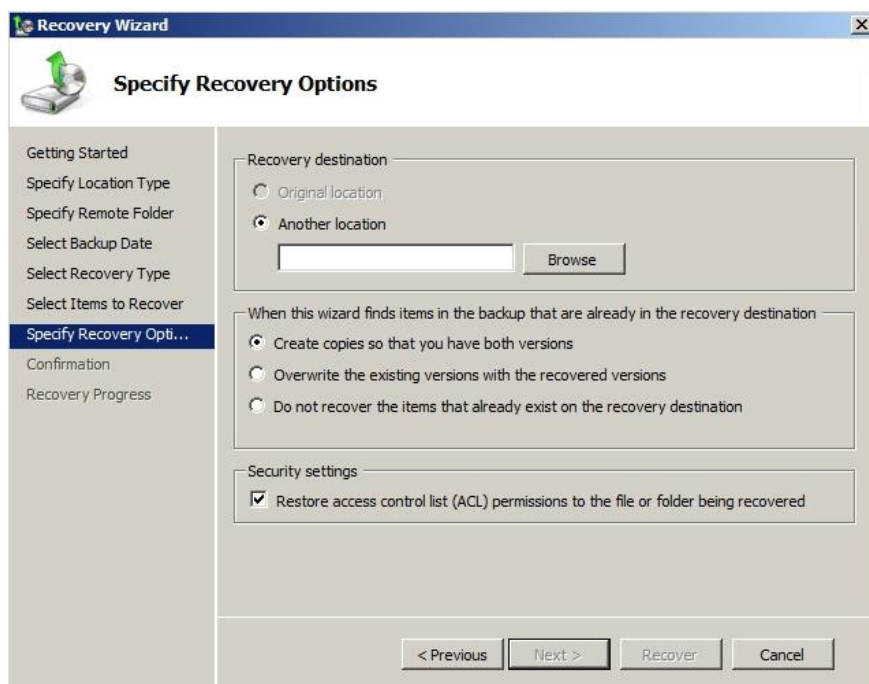 Recovery Wizard
Specify Recovery Options
Getting Started
Specify Location Type
Specify Remote Folder
Select Backup Date
Select Recovery Type
Select Items to Recover
Specify Recovery Opti...
Confirmation
Recovery Progress
Recovery destination
Original location
Another location
Browse
When this wizard finds items in the backup that are already in the recovery destination
Create copies so that you have both versions
Overwrite the existing versions with the recovered versions
Do not recover the items that already exist on the recovery destination
Security settings
Restore access control list (ACL) permissions to the file or folder being recovered
< Previous
Next >
Recover
Cancel